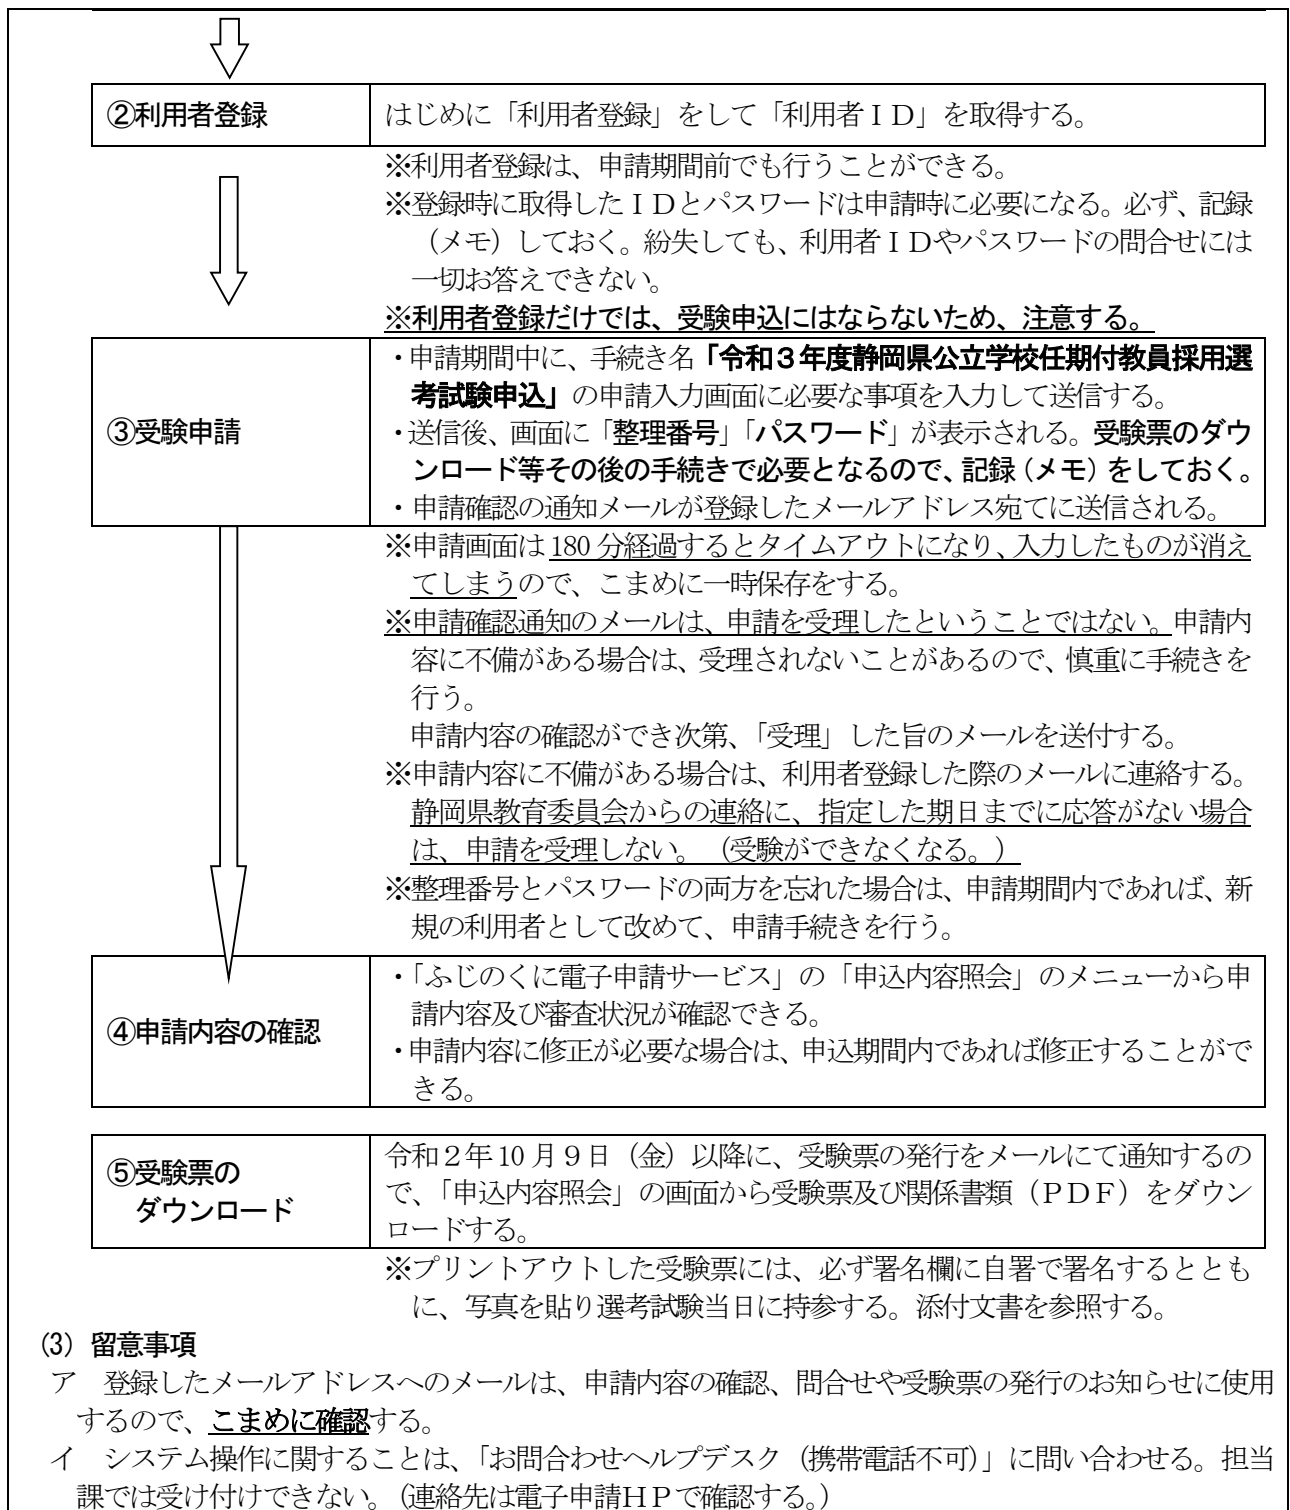 ②利用者登録
はじめに「利用者登録」をして「利用者ＩＤ」を取得する。
※利用者登録は、申請期間前でも行うことができる。
※登録時に取得したＩＤとパスワードは申請時に必要になる。必ず、記録
（メモ）しておく。紛失しても、利用者ＩＤやパスワードの問合せには
一切お答えできない。
※利用者登録だけでは、受験申込にはならないため、注意する。
③受験申請
・申請期間中に、手続き名「令和３年度静岡県公立学校任期付教員採用選
考試験申込」の申請入力画面に必要な事項を入力して送信する。
・送信後、画面に「整理番号」「パスワード」が表示される。受験票のダウ
ンロード等その後の手続きで必要となるので、記録（メモ）をしておく。
・申請確認の通知メールが登録したメールアドレス宛てに送信される。
※申請画面は180分経過するとタイムアウトになり、入力したものが消え
てしまうので、こまめに一時保存をする。
※申請確認通知のメールは、申請を受理したということではない。申請内
容に不備がある場合は、受理されないことがあるので、慎重に手続きを
行う。
申請内容の確認ができ次第、「受理」した旨のメールを送付する。
※申請内容に不備がある場合は、利用者登録した際のメールに連絡する。
静岡県教育委員会からの連絡に、指定した期日までに応答がない場合
は、申請を受理しない。（受験ができなくなる。）
※整理番号とパスワードの両方を忘れた場合は、申請期間内であれば、新
規の利用者として改めて、申請手続きを行う。
④申請内容の確認
・「ふじのくに電子申請サービス」の「申込内容照会」のメニューから申
請内容及び審査状況が確認できる。
・申請内容に修正が必要な場合は、申込期間内であれば修正することがで
きる。
⑤受験票の
ダウンロード
令和２年10月９日（金）以降に、受験票の発行をメールにて通知するの
で、「申込内容照会」の画面から受験票及び関係書類（ＰＤＦ）をダウン
ロードする。
※プリントアウトした受験票には、必ず署名欄に自署で署名するととも
に、写真を貼り選考試験当日に持参する。添付文書を参照する。
(3) 留意事項
ア　登録したメールアドレスへのメールは、申請内容の確認、問合せや受験票の発行のお知らせに使用
するので、こまめに確認する。
イ　システム操作に関することは、「お問合わせヘルプデスク（携帯電話不可）」に問い合わせる。担当
課では受け付けできない。（連絡先は電子申請ＨＰで確認する。）